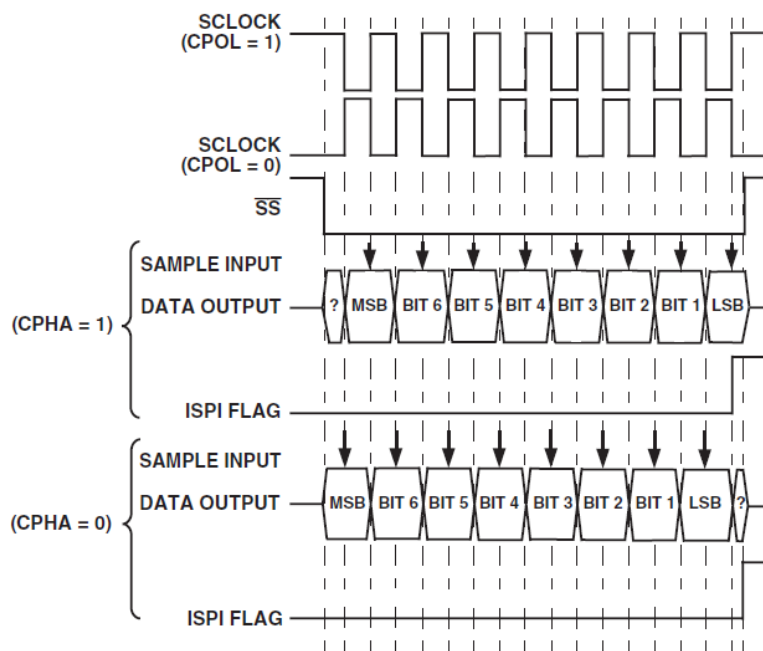 SCLOCK
(CPOL = 1)
SCLOCK
(CPOL = 0)
SS
SAMPLE INPUT
DATA OUTPUT
? MSB BIT 6 BIT 5 BIT 4 BIT 3 BIT 2 BIT 1 LSB
(CPHA = 1)
ISPI FLAG
SAMPLE INPUT
DATA OUTPUT
MSB BIT 6 BIT 5 BIT 4 BIT 3 BIT 2 BIT 1 LSB ?
(CPHA = 0)
ISPI FLAG